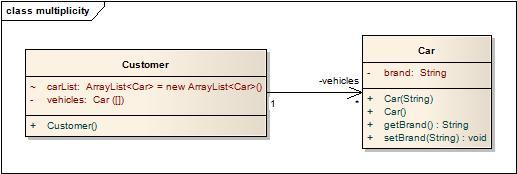 class multiplicity
Customer
~ carList: ArrayList<Car> = new ArrayList<Car>()
- vehicles: Car ([])
+ Customer()
-vehicles
1
*
Car
- brand: String
+ Car(String)
+ Car()
+ getBrand() : String
+ setBrand(String) : void